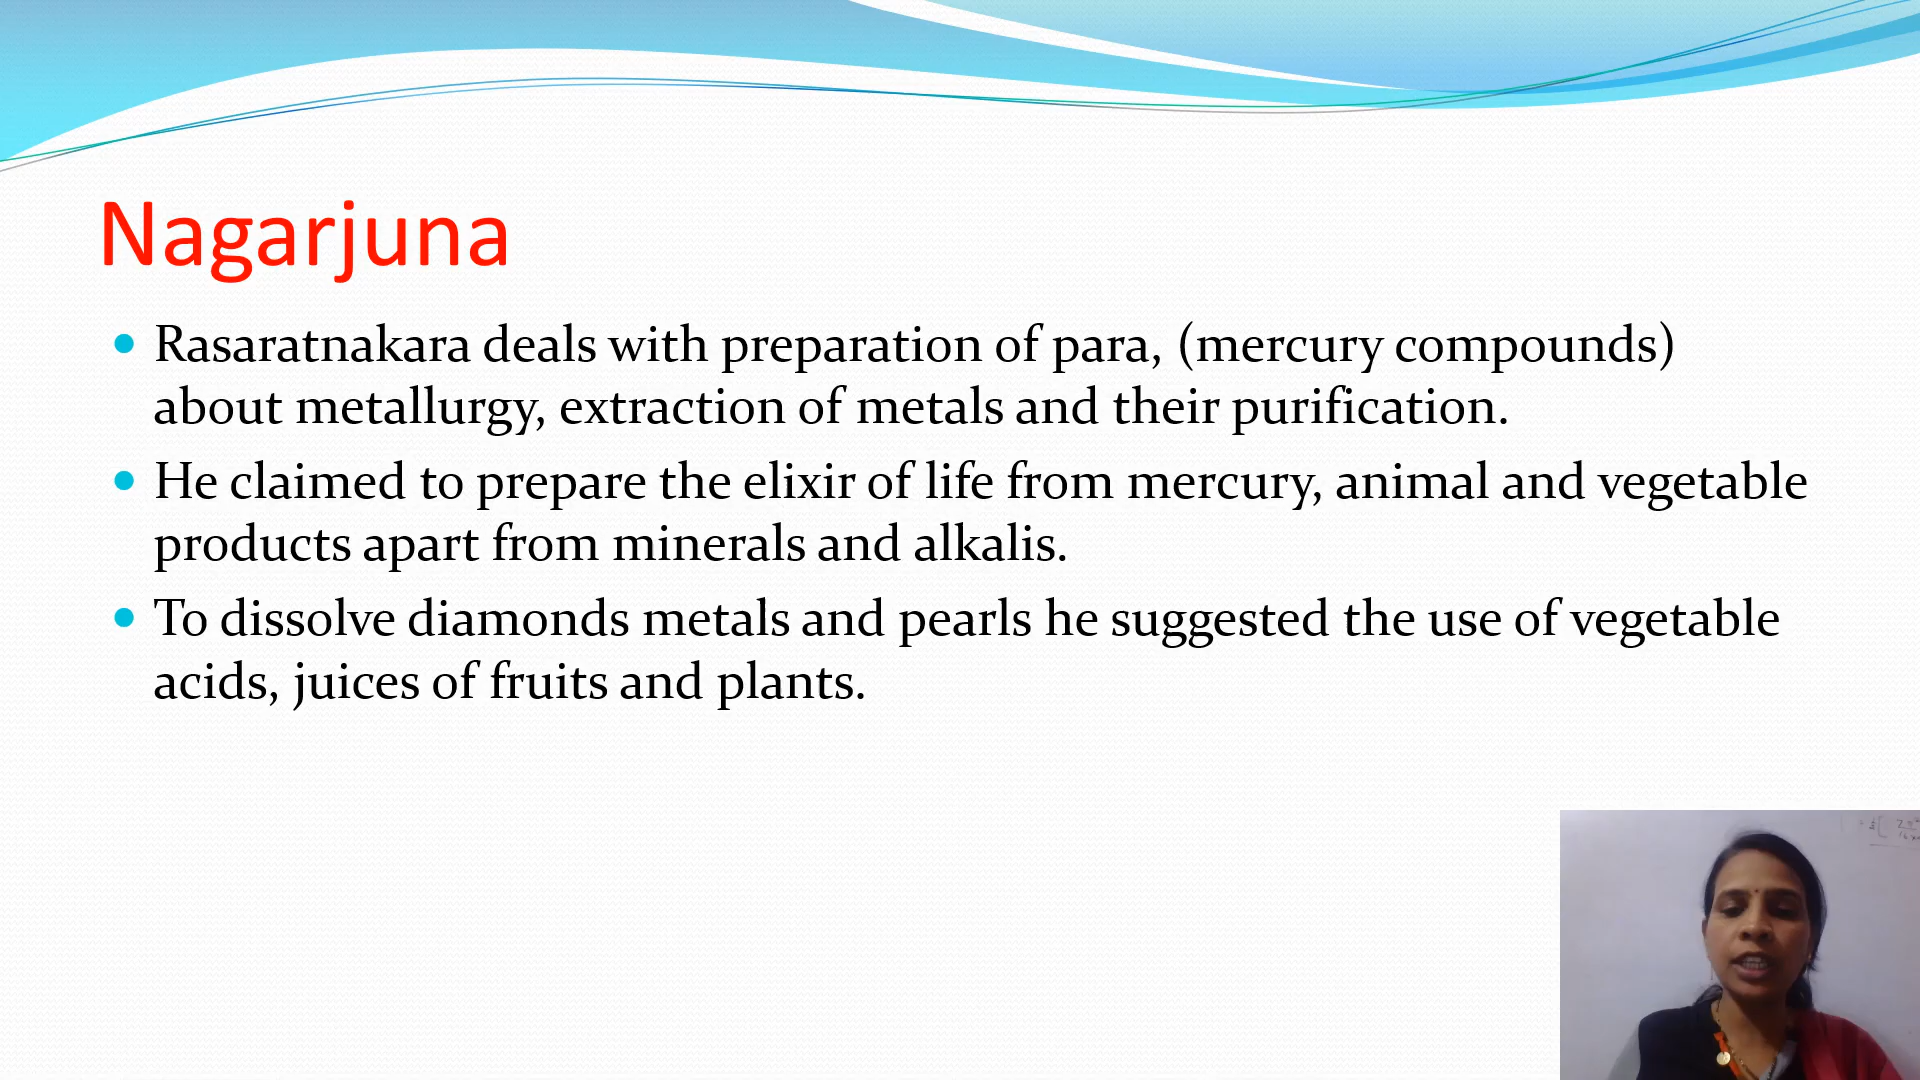 Nagarjuna
Rasaratnakara deals with preparation of para, (mercury compounds)
about metallurgy, extraction of metals and their purification.
He claimed to prepare the elixir of life from mercury, animal and vegetable
products apart from minerals and alkalis.
To dissolve diamonds metals and pearls he suggested the use of vegetable
acids, juices of fruits and plants.